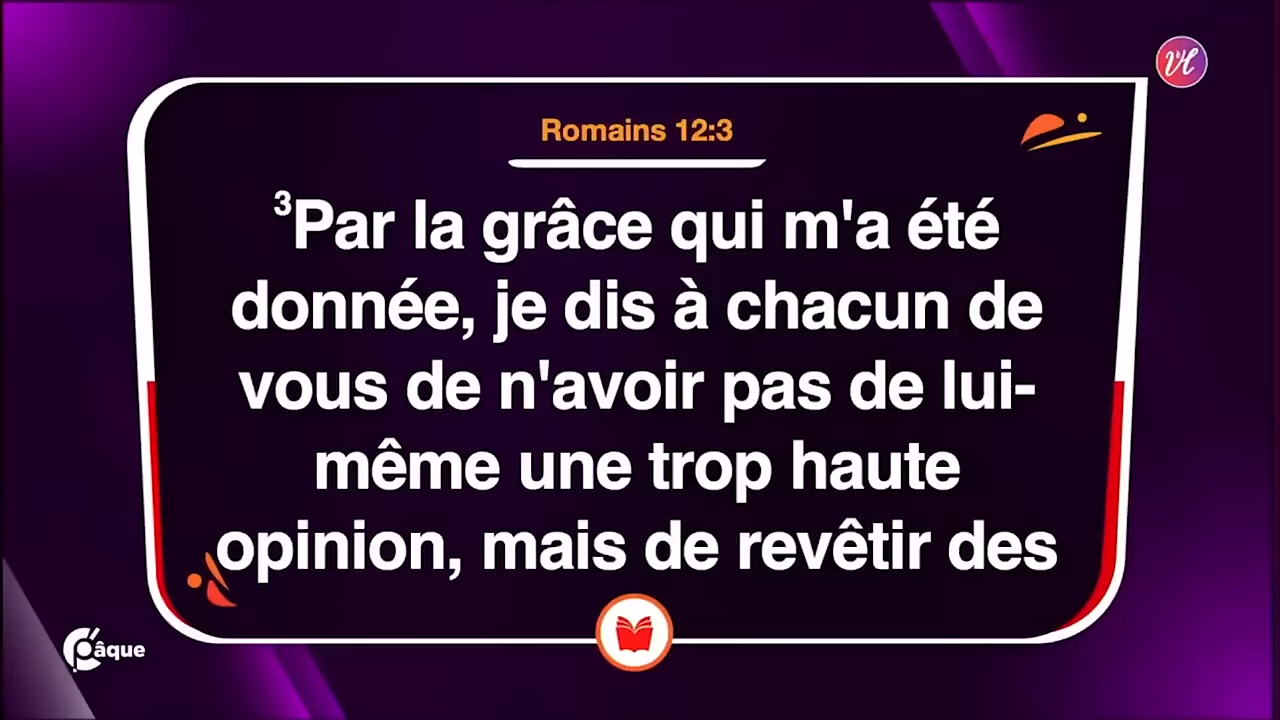 Romains 12:3
³Par la grâce qui m'a été
donnée, je dis à chacun de
vous de n'avoir pas de lui-
même une trop haute
opinion, mais de revêtir des
Pâque